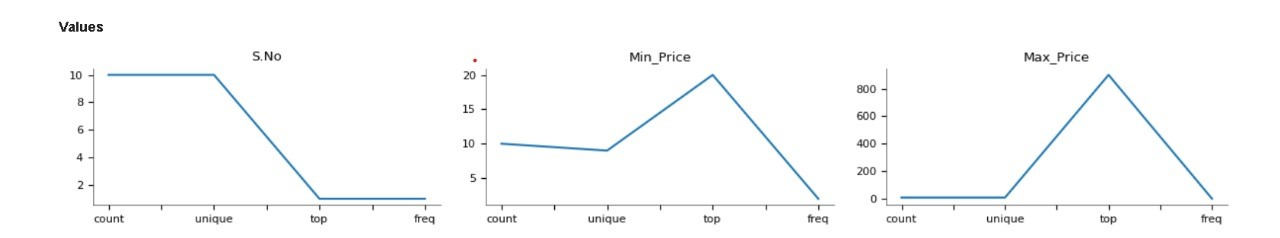 Values
S.No
10
8
6
4
2
count unique top freq
Min_Price
20
15
10
5
count unique top freq
Max_Price
800
600
400
200
0
count unique top freq